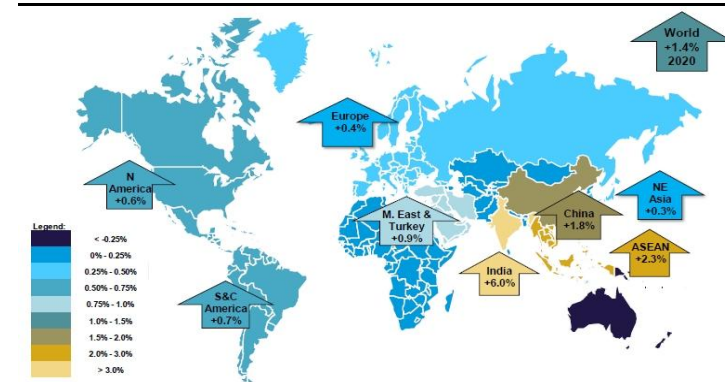 World
+1.4%
2020
Europe
+0.4%
N
America
+0.6%
NE
Asia
+0.3%
M. East &
Turkey
+0.9%
China
+1.8%
Legend:
< -0.25%
0% - 0.25%
0.25% - 0.50%
0.50% - 0.75%
0.75% - 1.0%
1.0% - 1.5%
1.5% - 2.0%
2.0% - 3.0%
> 3.0%
ASEAN
+2.3%
India
+6.0%
S&C
America
+0.7%